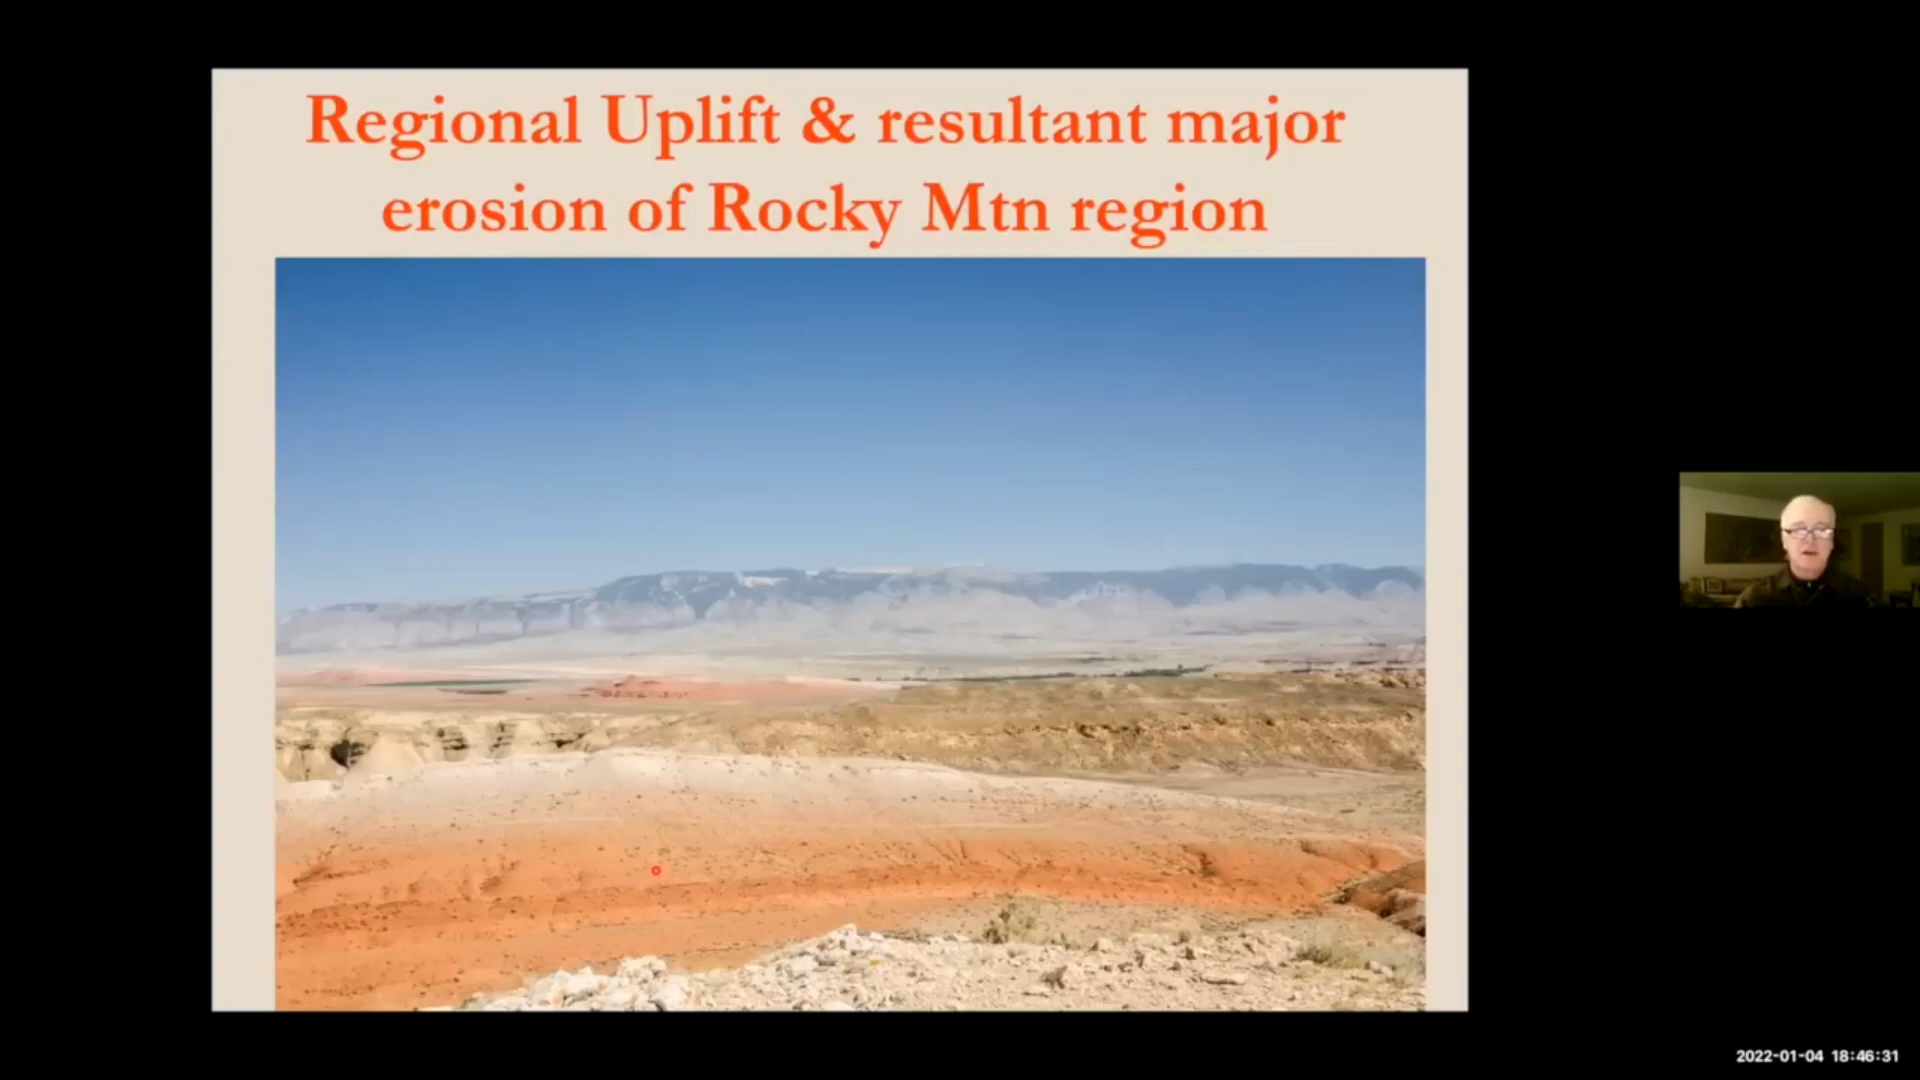 Regional Uplift & resultant major
erosion of Rocky Mtn region
2022-01-04 18:46:31